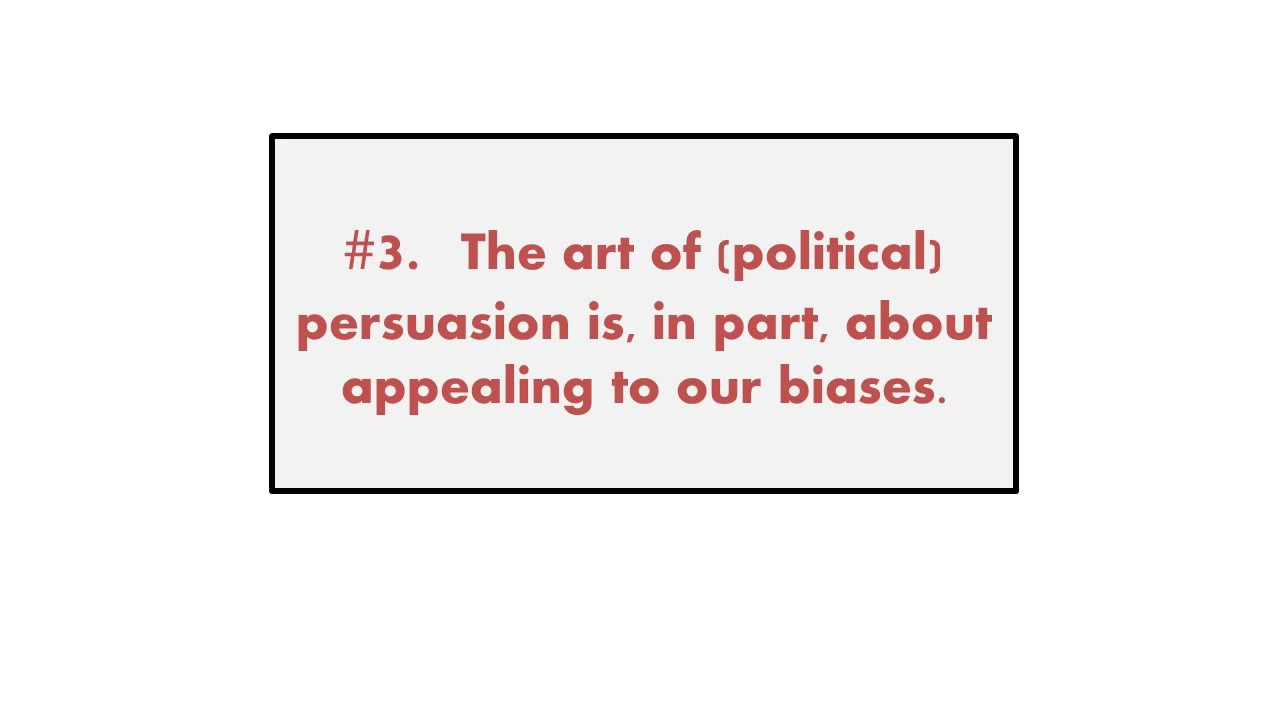 #3. The art of (political)
persuasion is, in part, about
appealing to our biases.